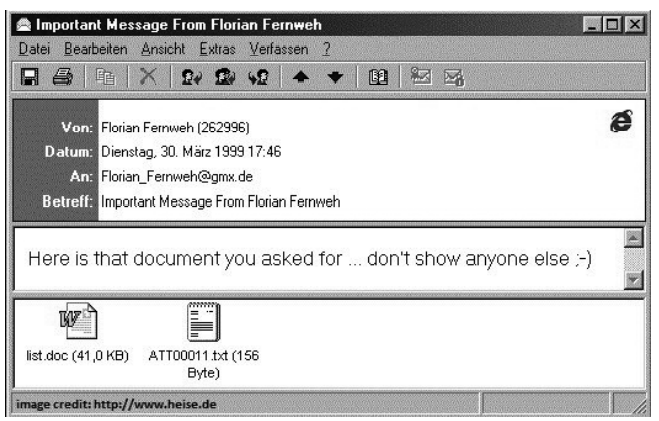 Important Message From Florian Fernweh
Datei Bearbeiten Ansicht Extras Verfassen ?
Von: Florian Fernweh (262996)
Datum: Dienstag, 30. März 1999 17:46
An: Florian_Fernweh@gmx.de
Betreff: Important Message From Florian Fernweh
Here is that document you asked for ... don't show anyone else ;-)
list.doc (41,0 KB) ATT00011.txt (156
Byte)
image credit: http://www.heise.de